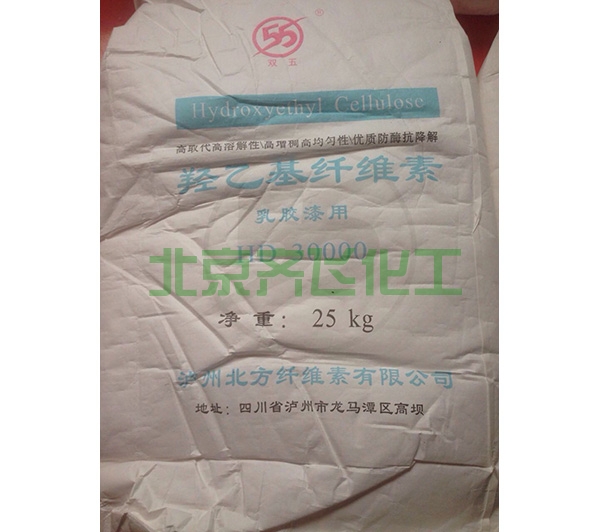 55
®
双五
Hydroxyethyl Cellulose
高取代高溶解性\高增稠高均匀性\优质防酶抗降解
羟乙基纤维素
乳胶漆用
HD 30000
北京齐飞化工
净重：25 kg
泸州北方纤维素有限公司
地址：四川省泸州市龙马潭区高坝